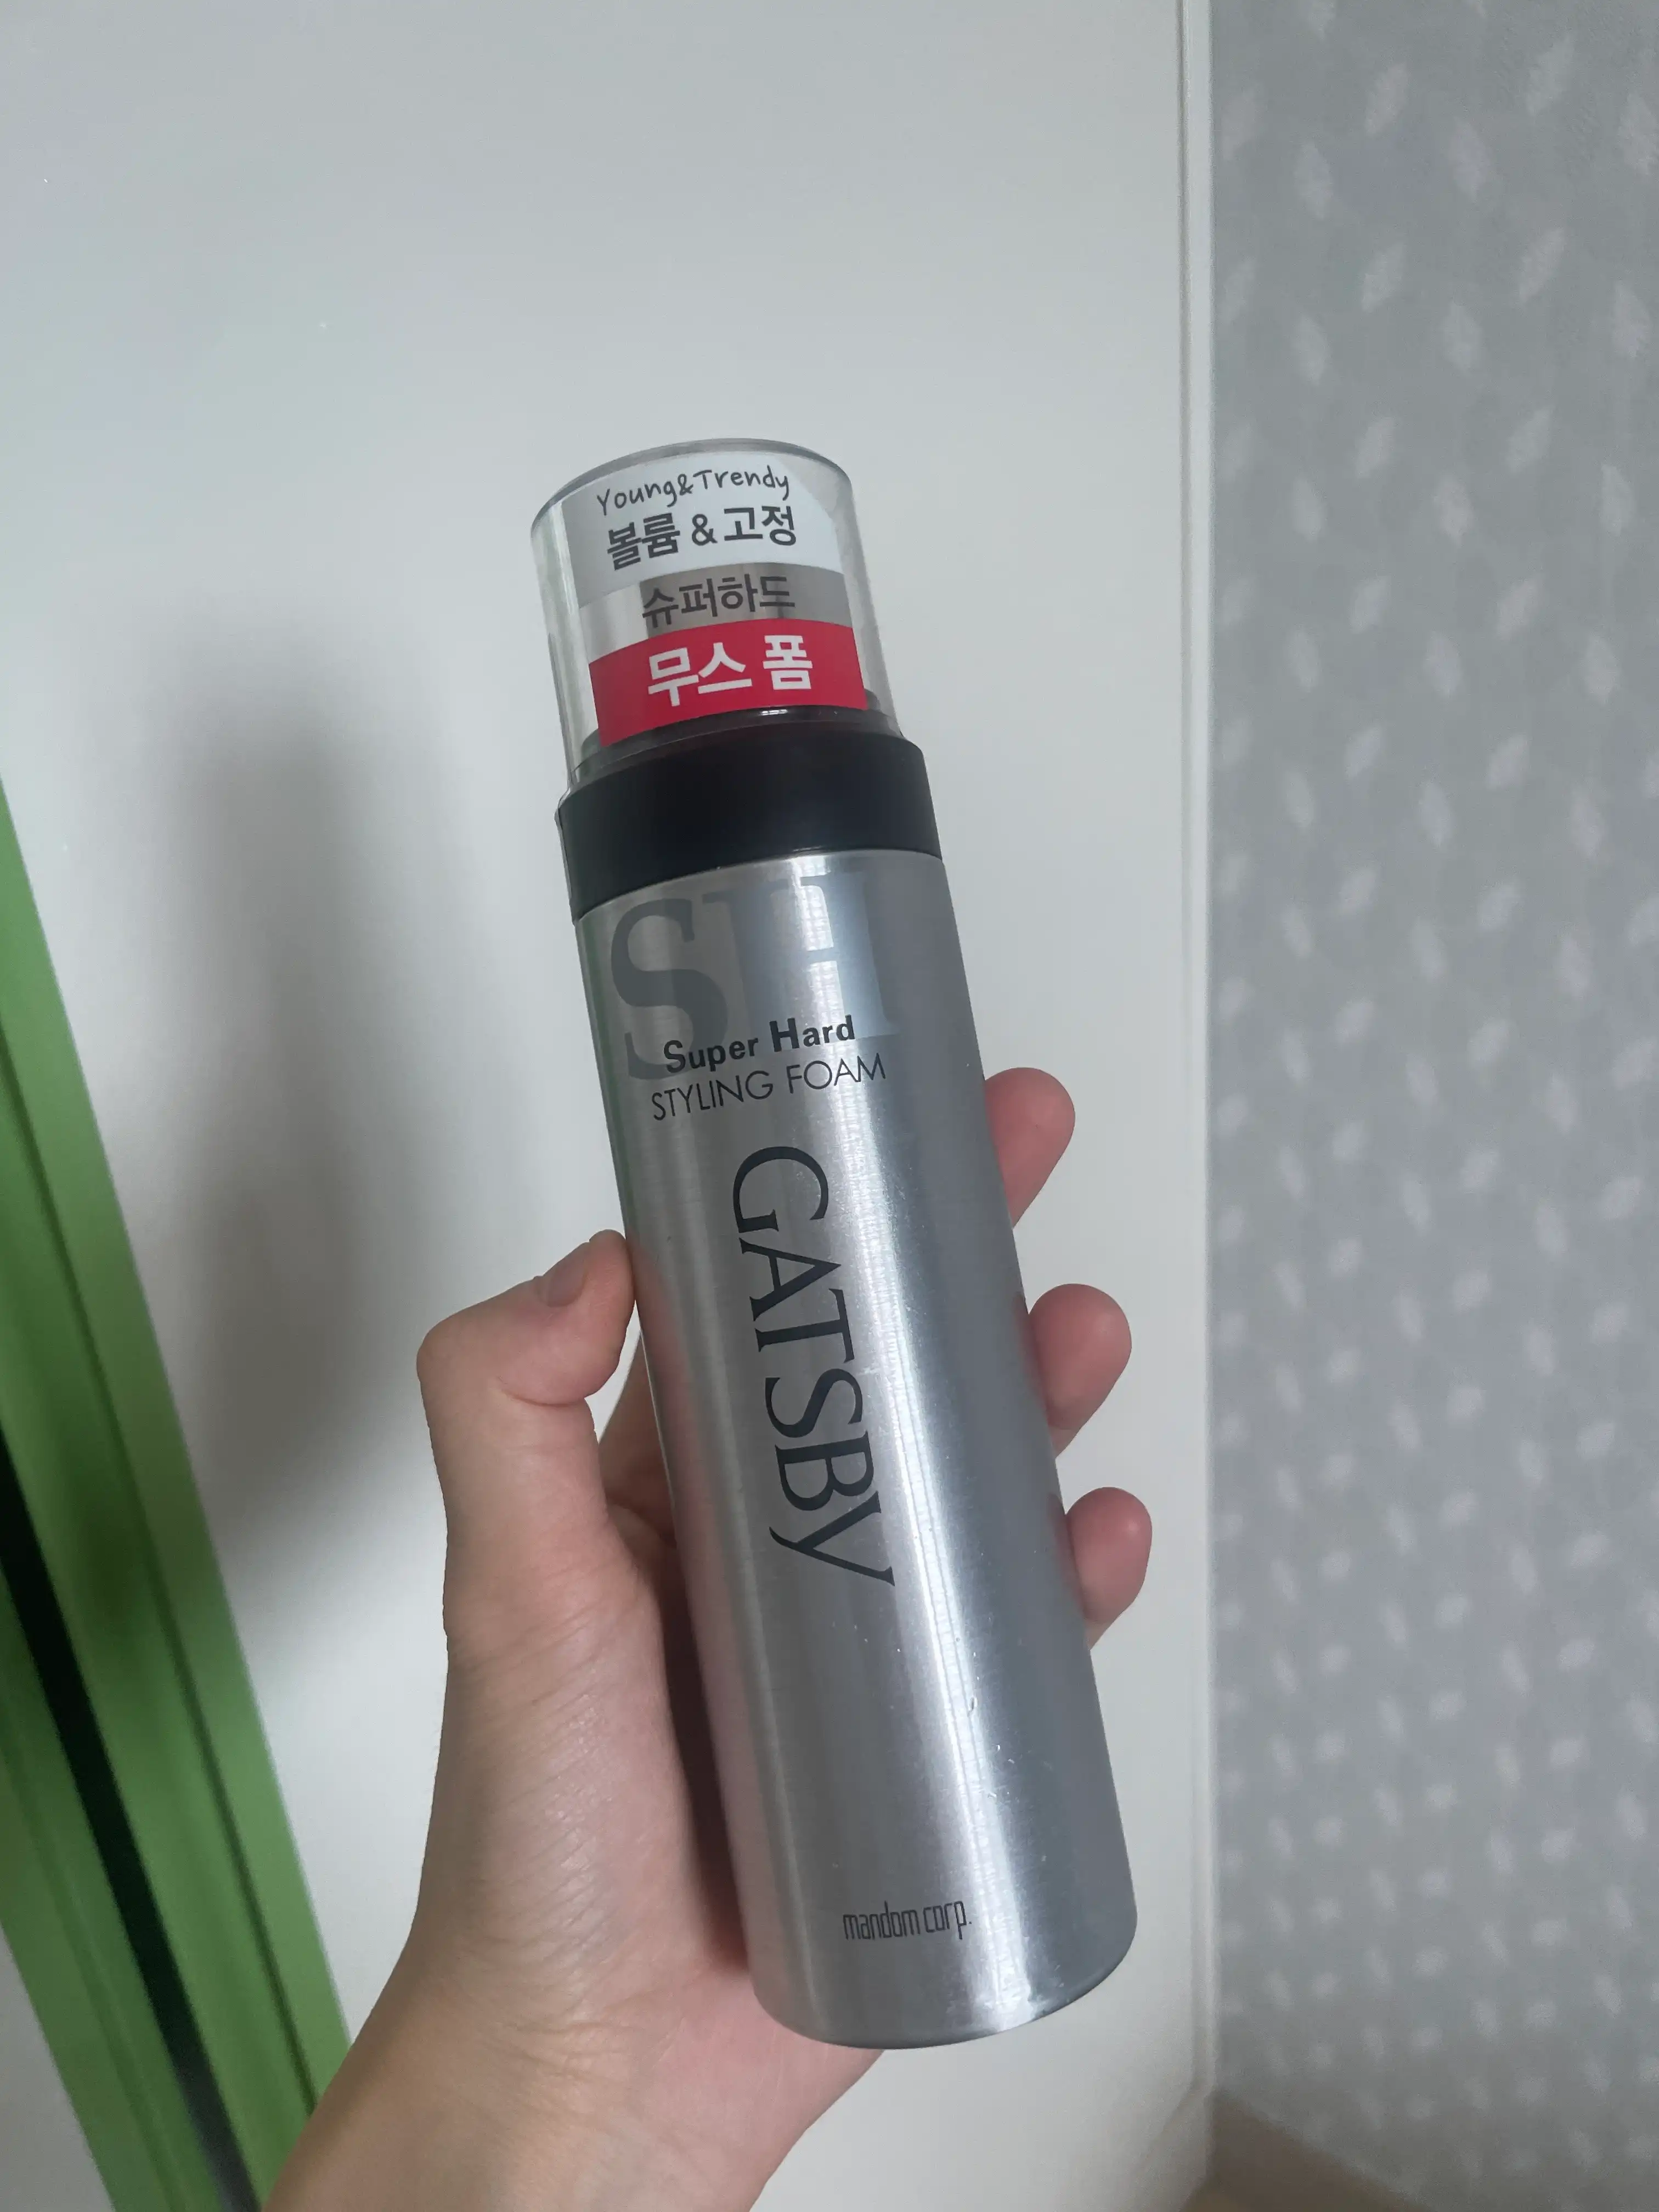 Young&Trendy
볼륨 & 고정
슈퍼하드
무스 폼
SH
Super Hard
STYLING FOAM
GATSBY
mandom corp.